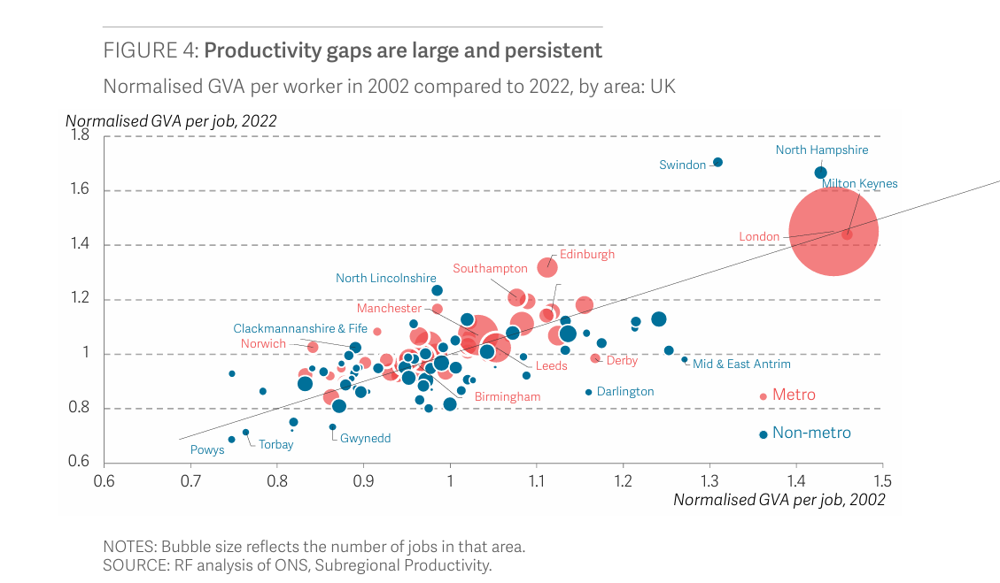 FIGURE 4: Productivity gaps are large and persistent
Normalised GVA per worker in 2002 compared to 2022, by area: UK
Normalised GVA per job, 2022
1.8
1.6
1.4
1.2
1
0.8
0.6
Swindon
North Hampshire
Milton Keynes
London
Edinburgh
Southampton
North Lincolnshire
Manchester
Clackmannanshire & Fife
Norwich
Leeds
Derby
Mid & East Antrim
Birmingham
Darlington
Metro
Gwynedd
Non-metro
Torbay
Powys
0.6
0.7
0.8
0.9
1
1.1
1.2
1.3
1.4
1.5
Normalised GVA per job, 2002
NOTES: Bubble size reflects the number of jobs in that area.
SOURCE: RF analysis of ONS, Subregional Productivity.